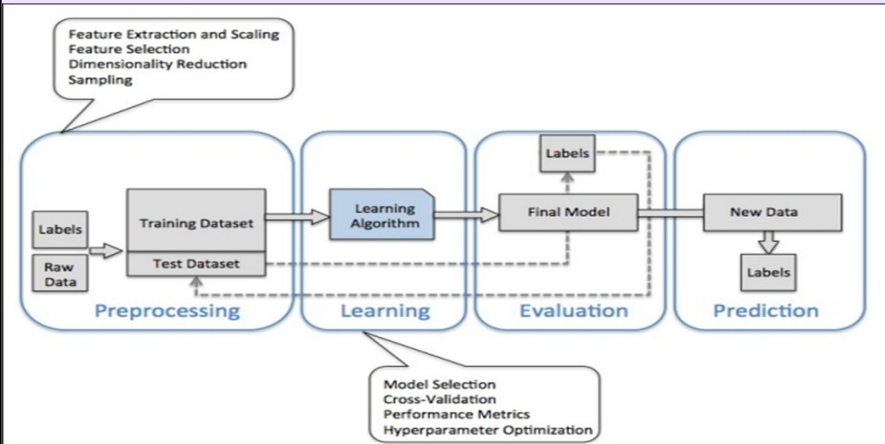 Feature Extraction and Scaling
Feature Selection
Dimensionality Reduction
Sampling
Labels
Raw
Data
Training Dataset
Test Dataset
Preprocessing
Learning
Algorithm
Learning
Labels
Final Model
Evaluation
New Data
Labels
Prediction
Model Selection
Cross-Validation
Performance Metrics
Hyperparameter Optimization